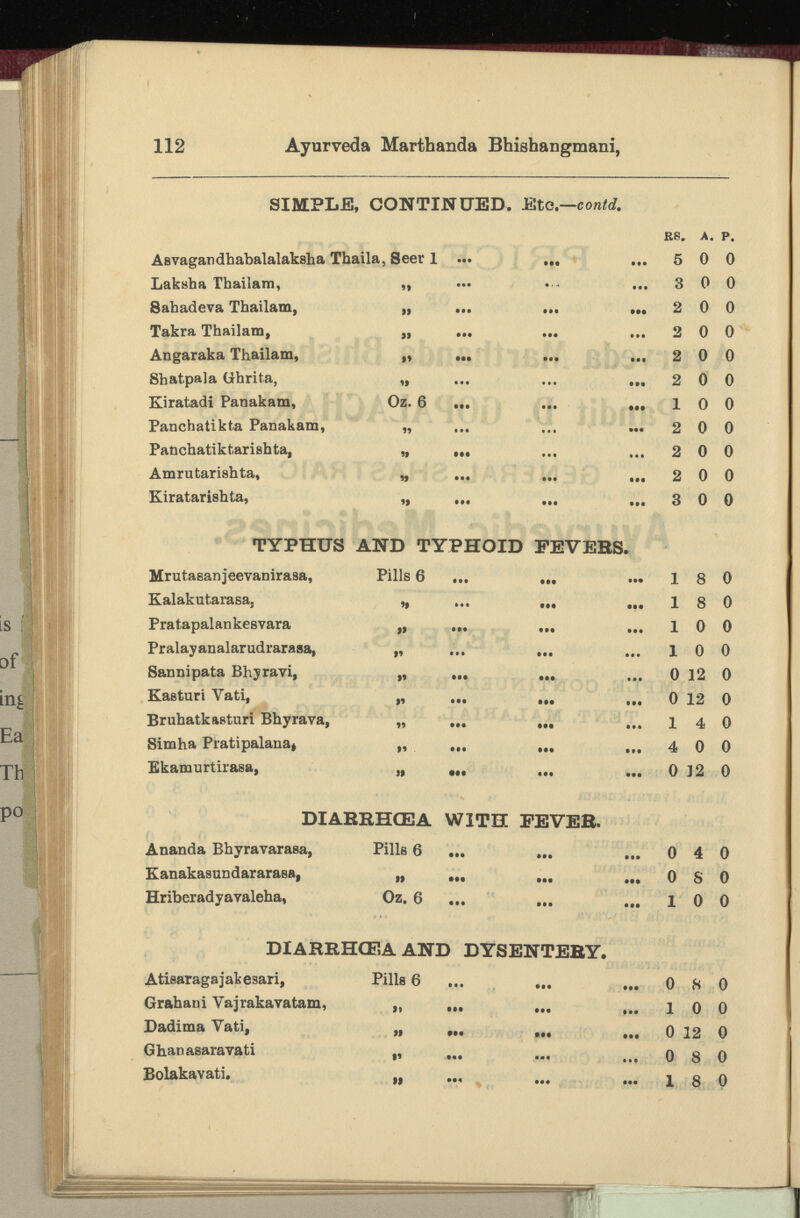 112 Ayurveda Marthanda Bhishangmani,
SIMPLE, CONTINUED. Etc.—contd.
RS. A. P.
Asvagandhabalalaksha Thaila, Seer 1 ... ... ... 5 0 0
Laksha Thailam, „ ... ... ... 3 0 0
Sahadeva Thailam, „ ... ... ... 2 0 0
Takra Thailam, „ ... ... ... 2 0 0
Angaraka Thailam, „ ... ... ... 2 0 0
Shatpala Ghrita, „ ... ... ... 2 0 0
Kiratadi Panakam, Oz. 6 ... ... ... 1 0 0
Panchatikta Panakam, „ ... ... ... 2 0 0
Panchatiktarishta, „ ... ... ... 2 0 0
Amrutarishta, „ ... ... ... 2 0 0
Kiratarishta, „ ... ... ... 3 0 0
TYPHUS AND TYPHOID FEVERS.
Mrutasanjeevanirasa, Pills 6 ... ... ... 1 8 0
Kalakutarasa, „ ... ... ... 1 8 0
Pratapalankesvara „ ... ... ... 1 0 0
Pralayanalarudrarasa, „ ... ... ... 1 0 0
Sannipata Bhyravi, „ ... ... ... 0 12 0
Kasturi Vati, „ ... ... ... 0 12 0
Bruhatkasturi Bhyrava, „ ... ... ... 1 4 0
Simha Pratipalana, „ ... ... ... 4 0 0
Ekamurtirasa, „ ... ... ... 0 12 0
DIARRHŒA WITH FEVER.
Ananda Bhyravarasa, Pills 6 ... ... ... 0 4 0
Kanakasundararasa, „ ... ... ... 0 8 0
Hriberadyavaleha, Oz. 6 ... ... ... 1 0 0
DIARRHŒA AND DYSENTERY.
Atisaragajakesari, Pills 6 ... ... ... 0 8 0
Grahani Vajrakavatam, „ ... ... ... 1 0 0
Dadima Vati, „ ... ... ... 0 12 0
Ghanasaravati „ ... ... ... 0 8 0
Bolakavati. „ ... ... ... 1 8 0
is
of
ing
Ea
Th
po